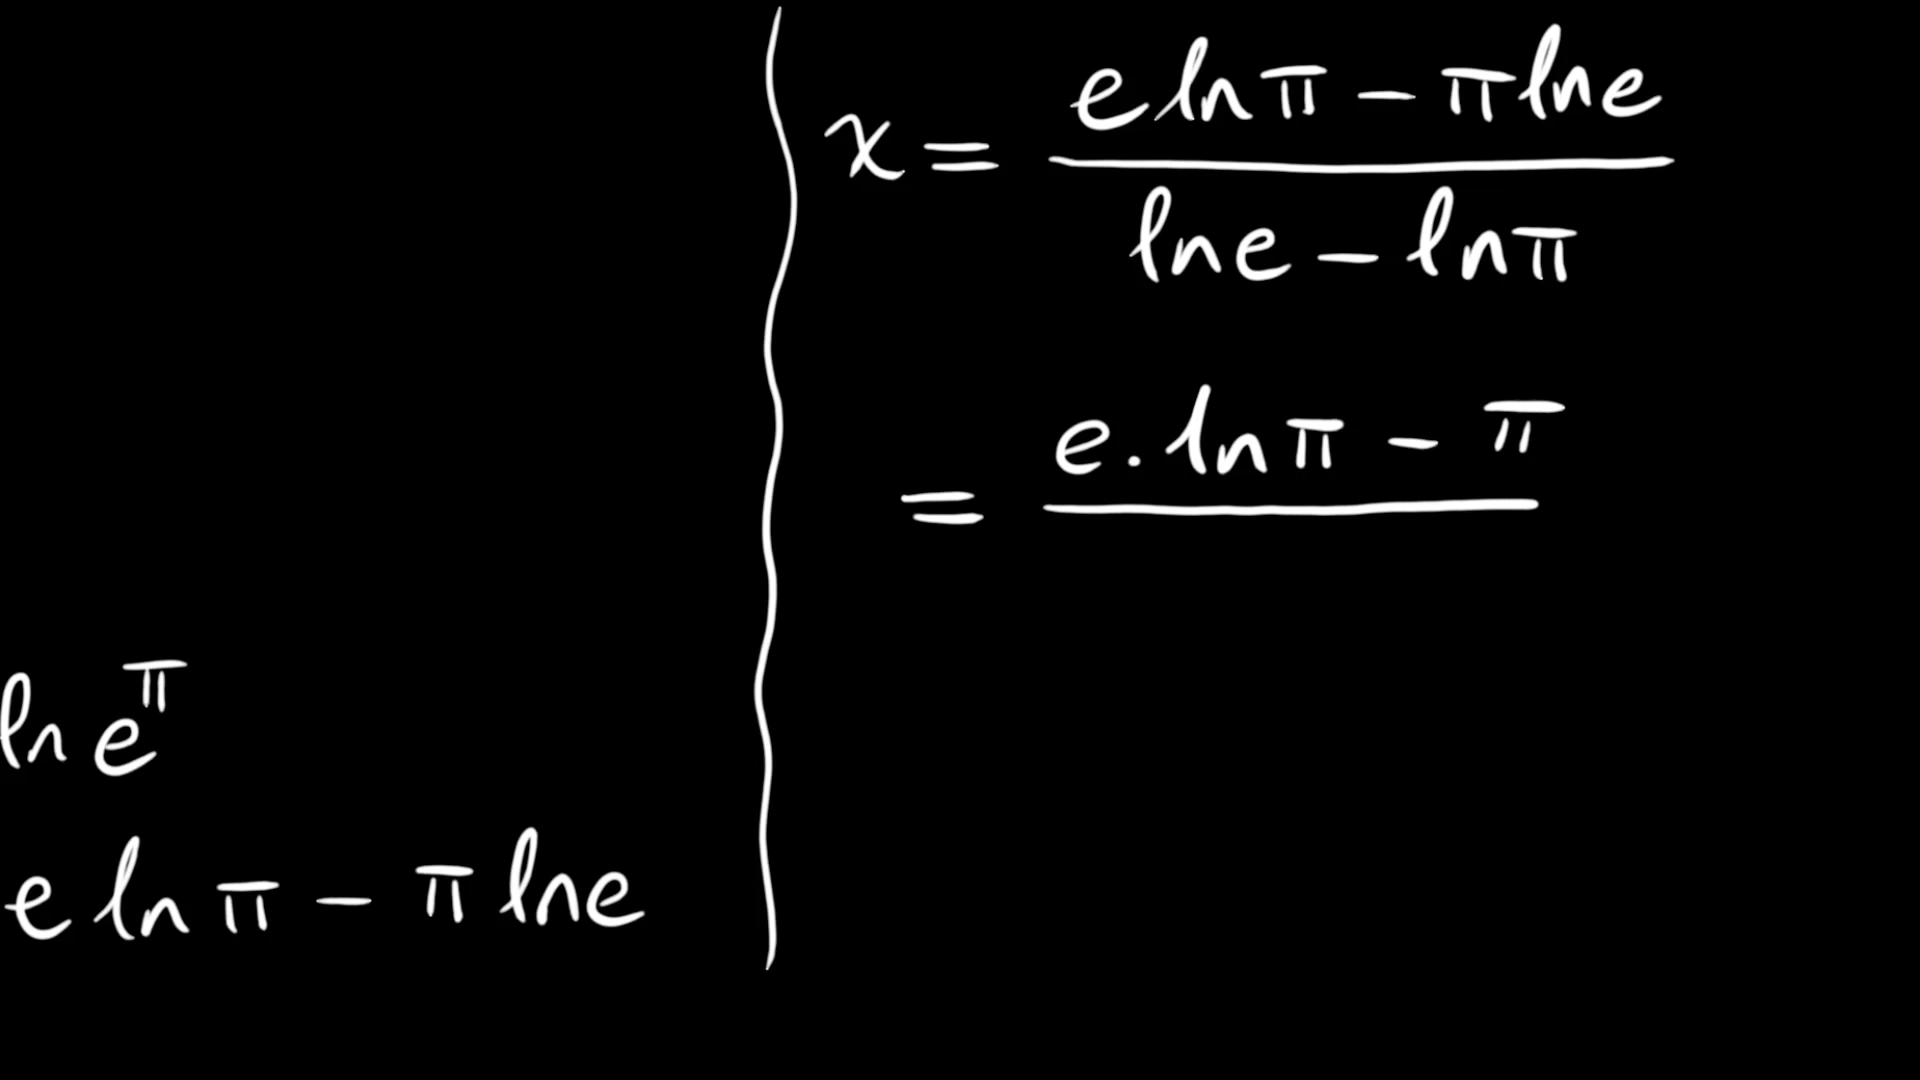 ln e^π
e ln π − π ln e
x = (e ln π − π ln e) / (ln e − ln π)
= (e . ln π − π) /